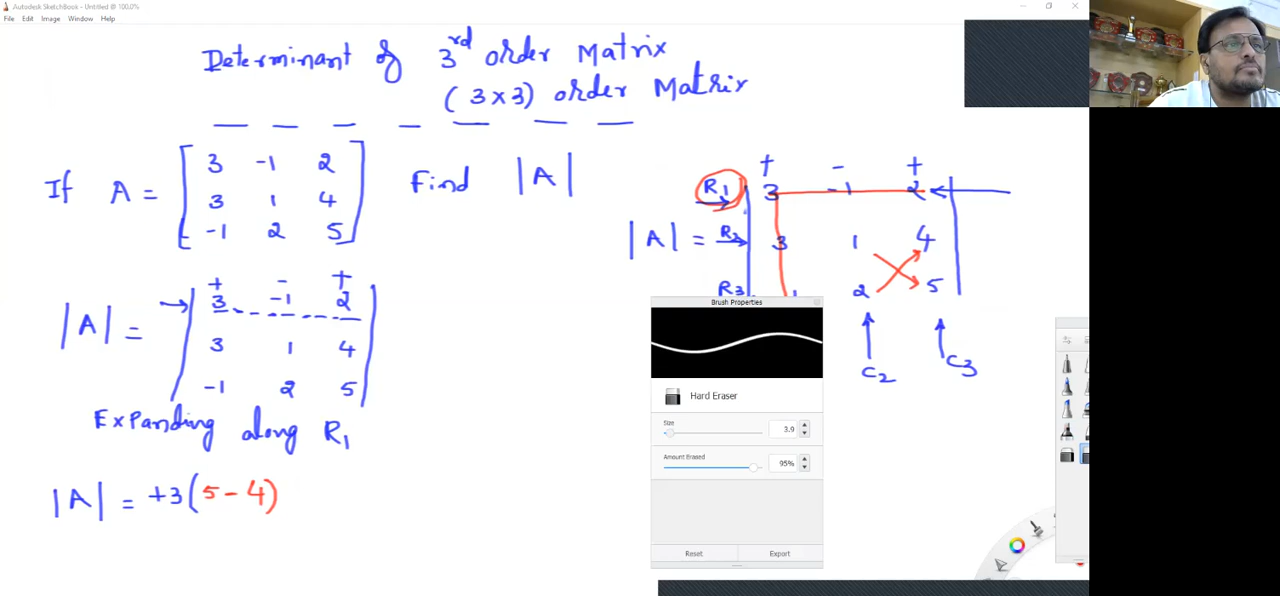 Autodesk SketchBook - Untitled @ 100.0%
File Edit Image Window Help
Determinant of 3rd order Matrix
(3×3) order Matrix
If A = [ 3 -1 2
3 1 4
-1 2 5 ] Find |A|
|A| = + - +
3 -1 2
3 1 4
-1 2 5
Expanding along R1
|A| = +3(5-4)
+ - +
R1 3 -1 2
|A| = R2 3 1 4
R3 1 2 5
C2 C3
Brush Properties
Hard Eraser
Size
3.9
Amount Erased
95%
Reset Export